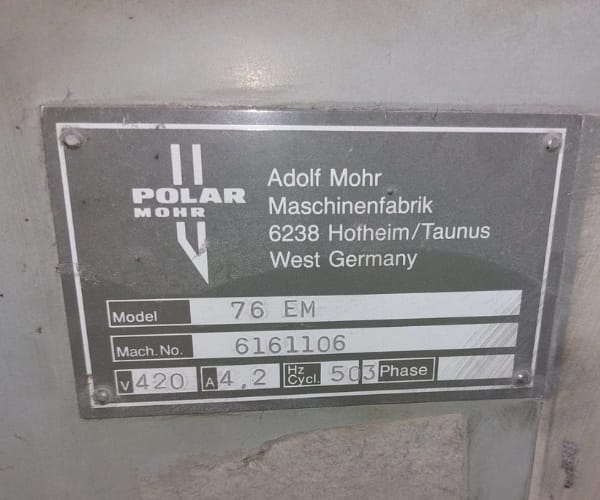 POLAR
MOHR
Adolf Mohr
Maschinenfabrik
6238 Hofheim/Taunus
West Germany
Model 76 EM
Mach.No. 6161106
V 420 A 4,2 Hz Cycl. 50 3 Phase